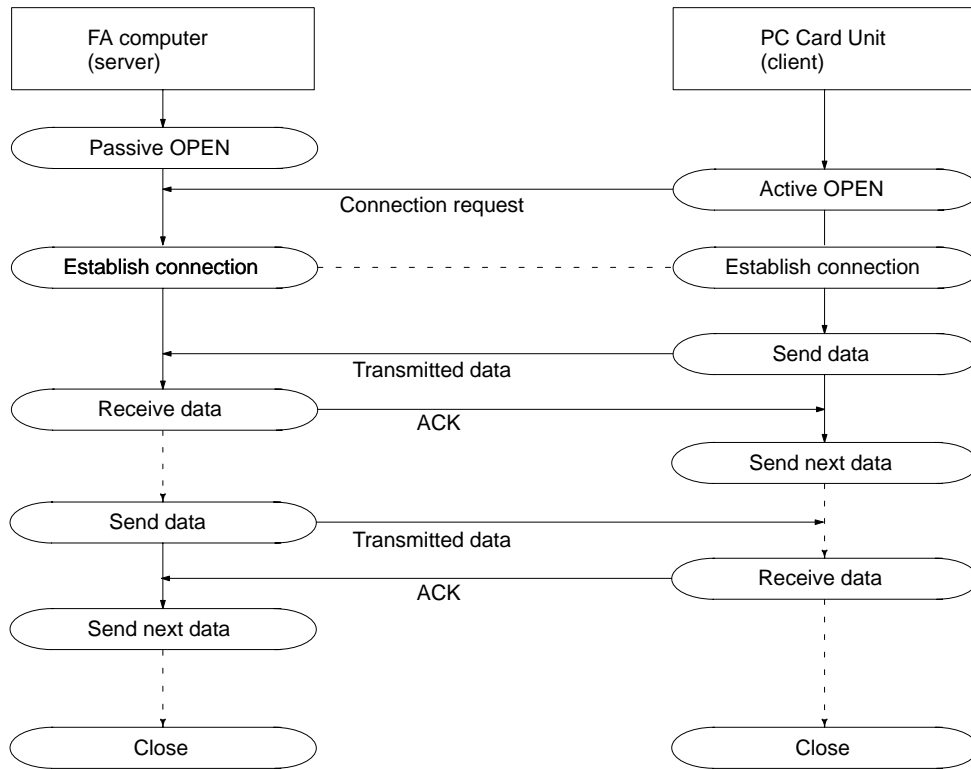 FA computer
(server)
PC Card Unit
(client)
Passive OPEN
Active OPEN
Connection request
Establish connection
Establish connection
Send data
Transmitted data
Receive data
ACK
Send next data
Send data
Transmitted data
Receive data
ACK
Send next data
Close
Close